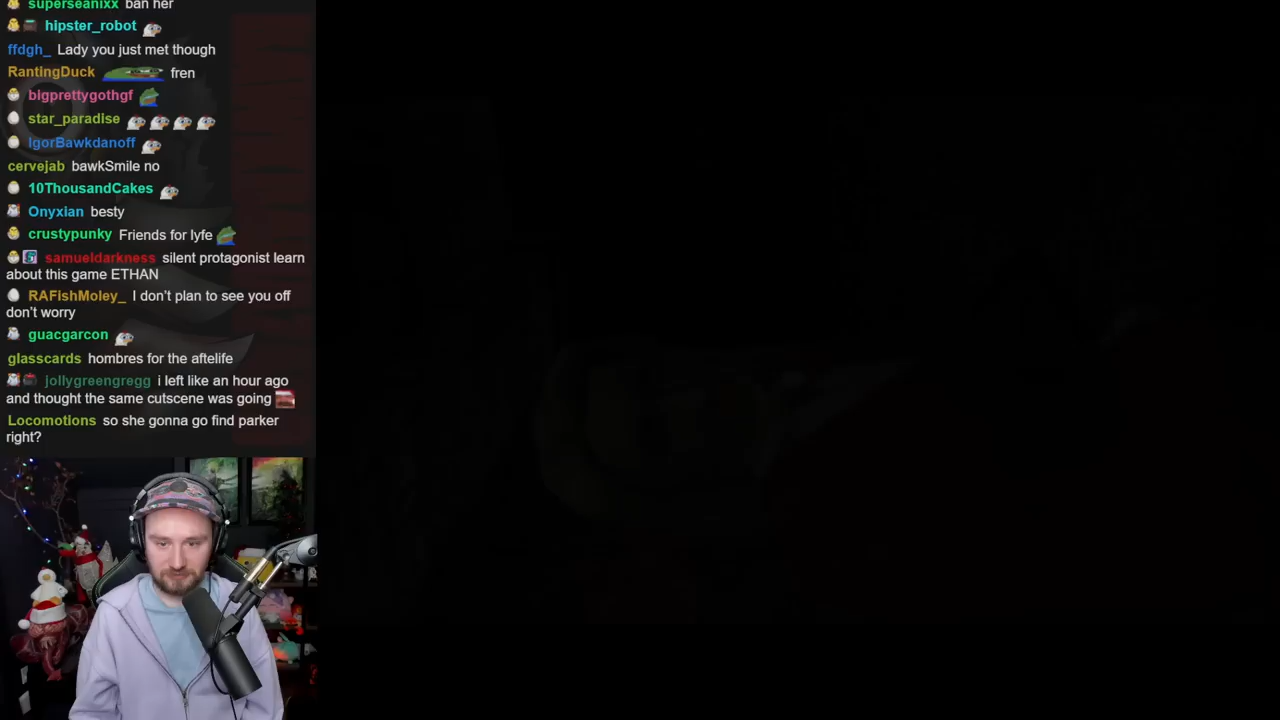 superseanixx ban her
hipster_robot
ffdgh_ Lady you just met though
RantingDuck fren
bigprettygothgf
star_paradise
IgorBawkdanoff
cervejab bawkSmile no
10ThousandCakes
Onyxian besty
crustypunky Friends for lyfe
samueldarkness silent protagonist learn
about this game ETHAN
RAFishMoley_ I don't plan to see you off
don't worry
guacgarcon
glasscards hombres for the aftelife
jollygreengregg i left like an hour ago
and thought the same cutscene was going
Locomotions so she gonna go find parker
right?